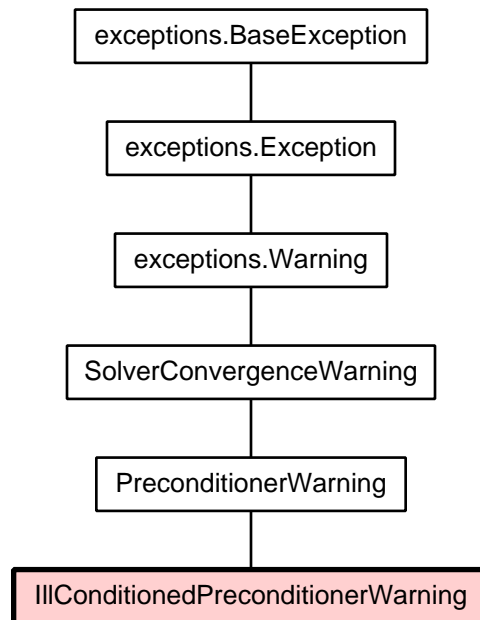 exceptions.BaseException
exceptions.Exception
exceptions.Warning
SolverConvergenceWarning
PreconditionerWarning
IllConditionedPreconditionerWarning